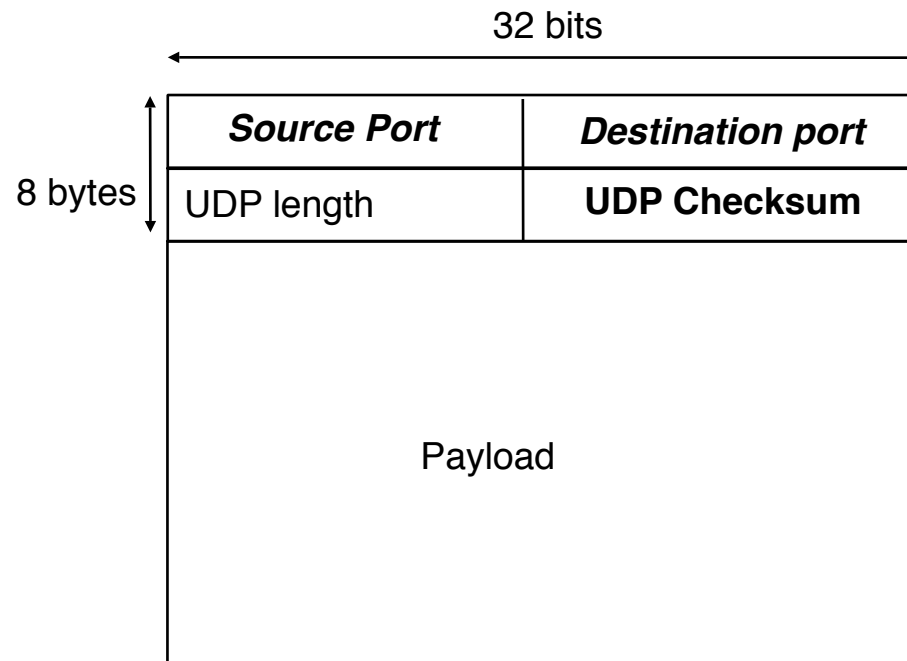 32 bits
Source Port Destination port
8 bytes UDP length UDP Checksum
Payload